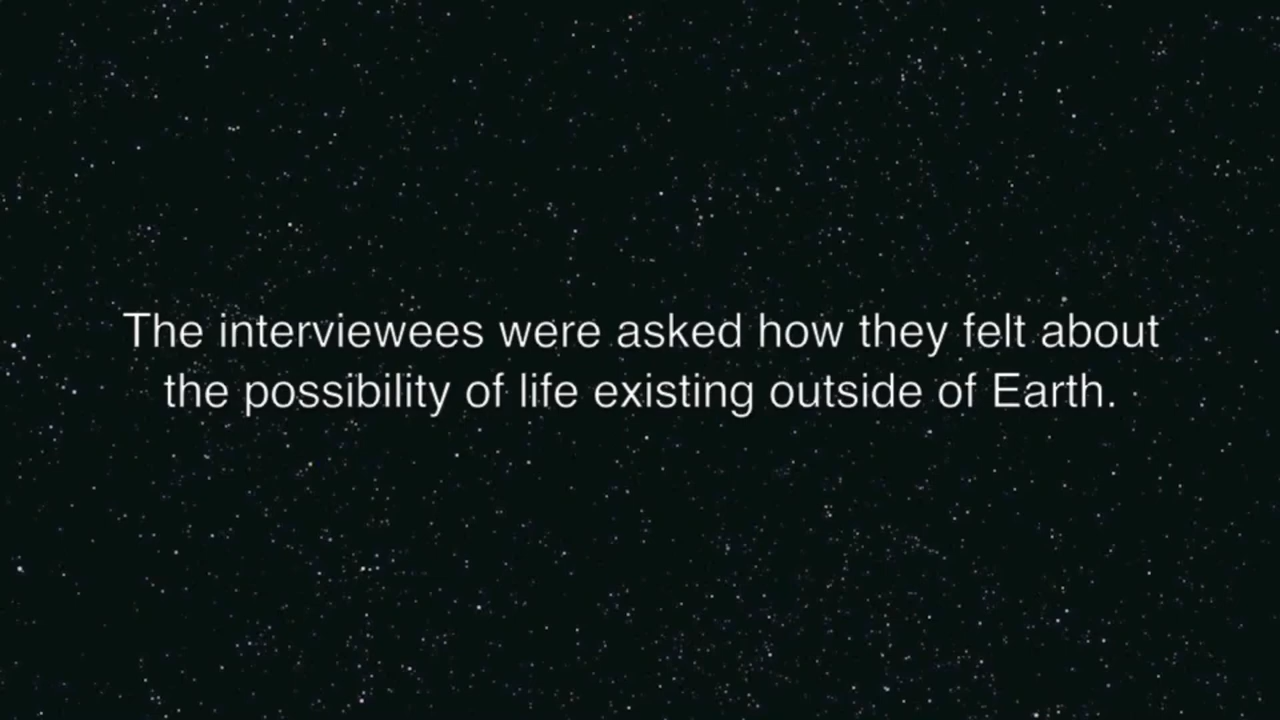 The interviewees were asked how they felt about
the possibility of life existing outside of Earth.